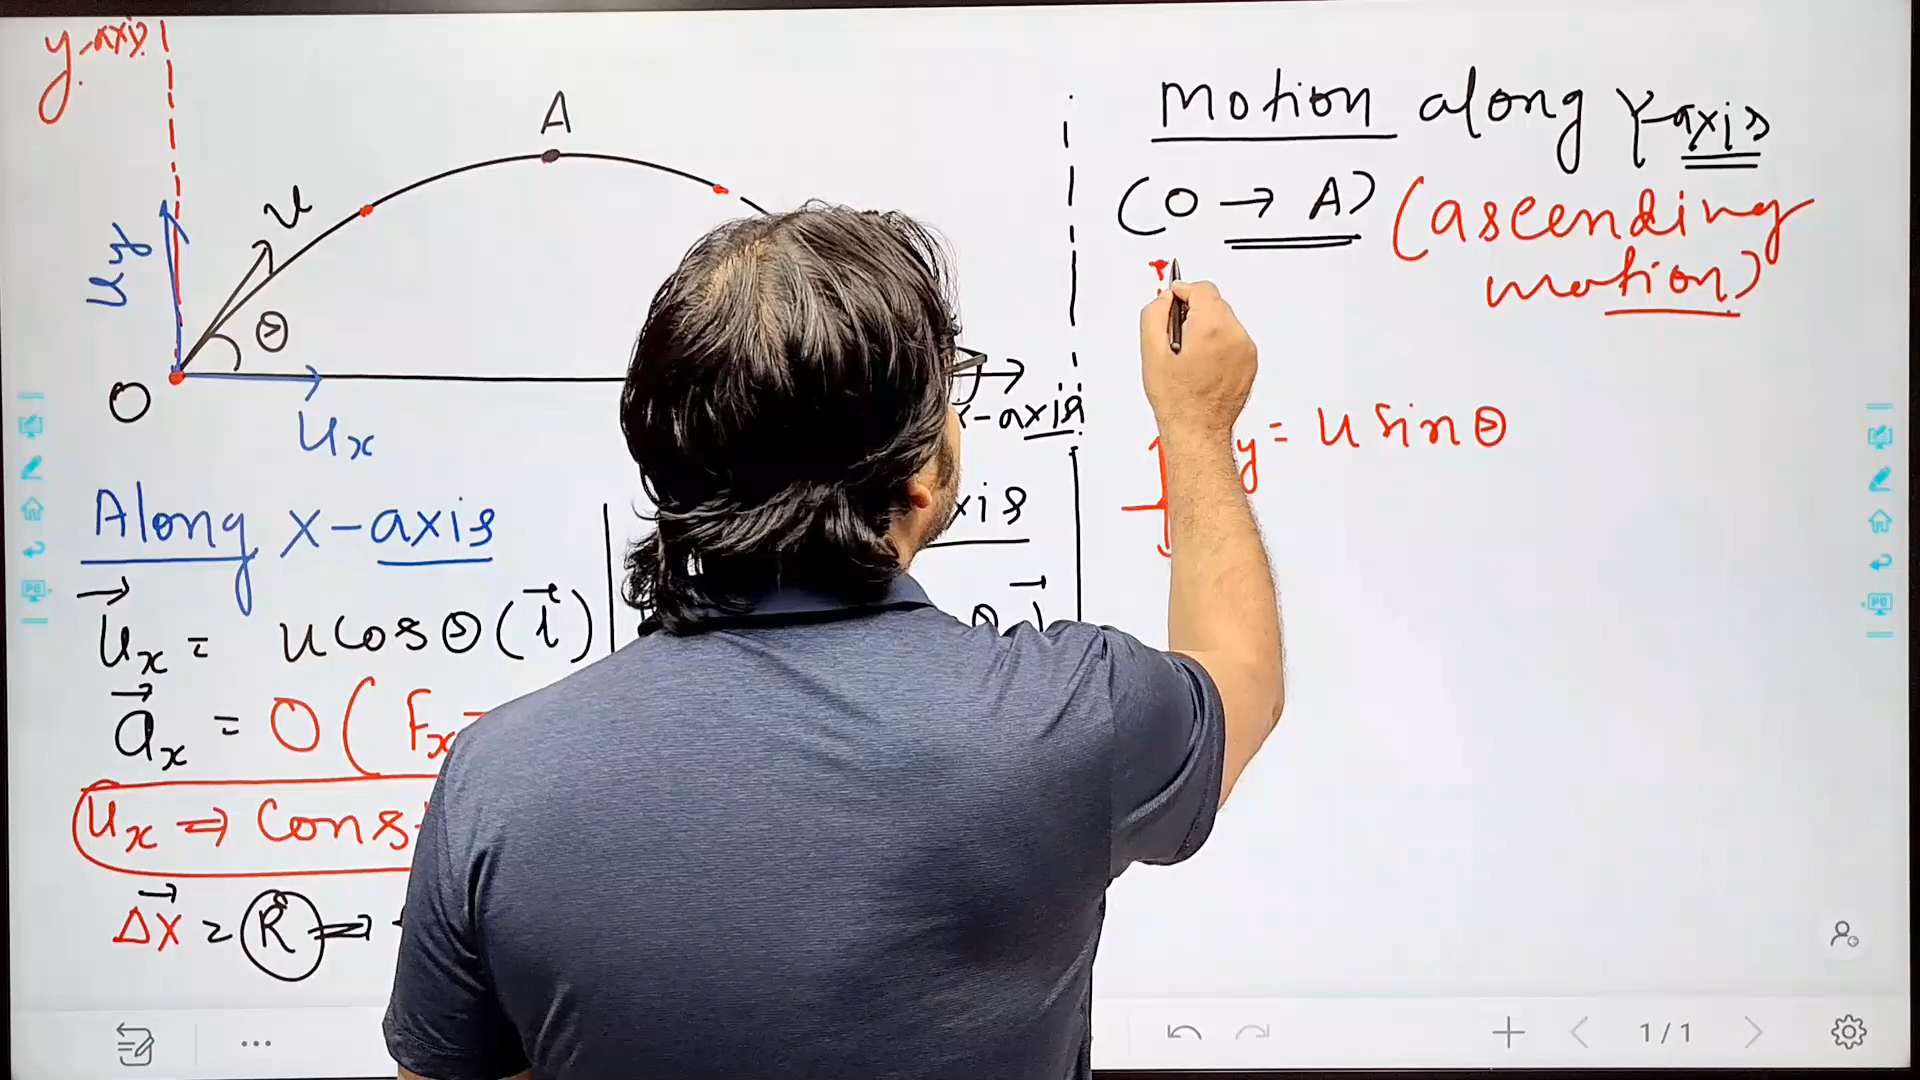 y-axis
A
u
uy
θ
O
ux
x-axis
Along x-axis
ux = u cos θ (i)
ax = 0 ( Fx =
ux ⇒ Cons
Δx = R ⇒
xis
θ j
Motion along Y-axis
(O → A) (ascending
motion)
y = u sin θ
1/1